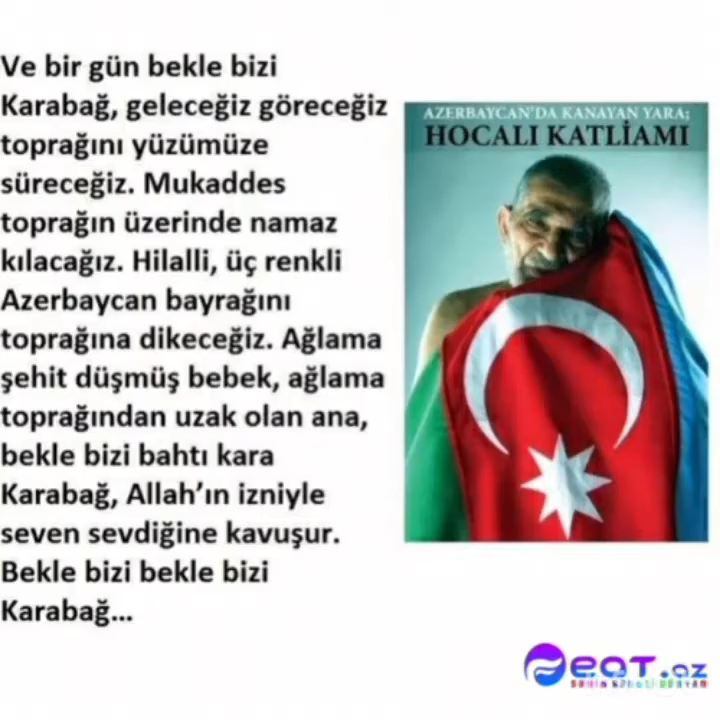 Ve bir gün bekle bizi
Karabağ, geleceğiz göreceğiz
toprağını yüzümüze
süreceğiz. Mukaddes
toprağın üzerinde namaz
kılacağız. Hilalli, üç renkli
Azerbaycan bayrağını
toprağına dikeceğiz. Ağlama
şehit düşmüş bebek, ağlama
toprağından uzak olan ana,
bekle bizi bahtı kara
Karabağ, Allah’ın izniyle
seven sevdiğine kavuşur.
Bekle bizi bekle bizi
Karabağ...
AZERBAYCAN'DA KANAYAN YARA;
HOCALI KATLİAMI